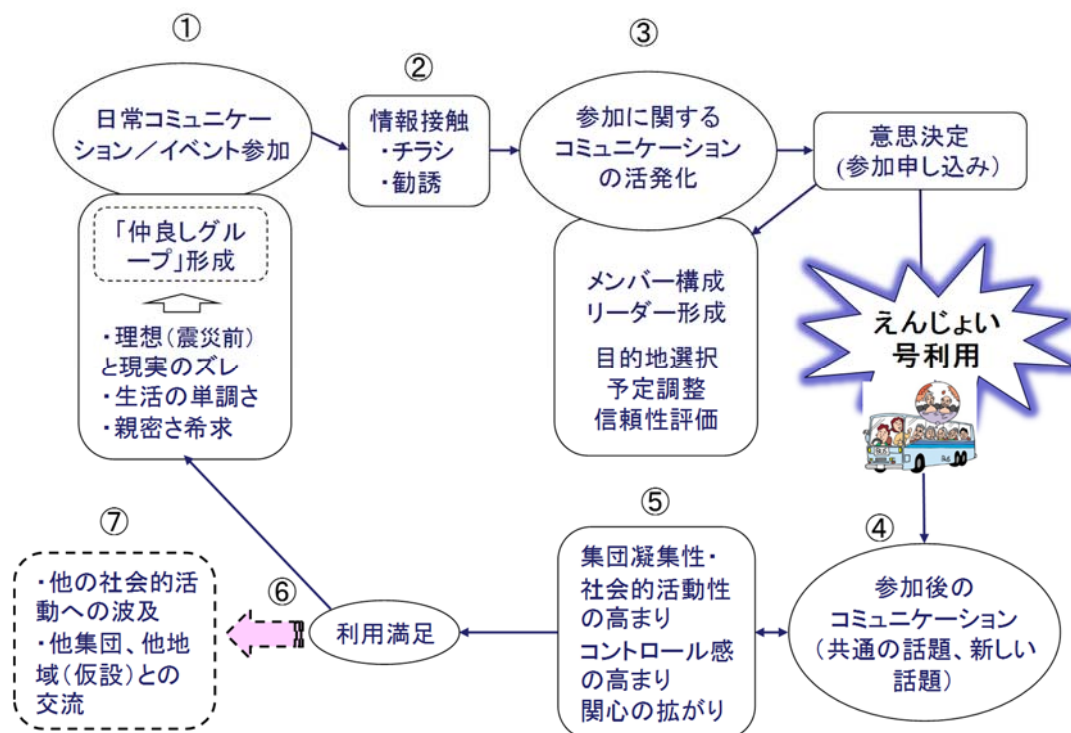 ①
日常コミュニケー
ション／イベント参加
「仲良しグル
ープ」形成
・理想（震災前）
と現実のズレ
・生活の単調さ
・親密さ希求
②
情報接触
・チラシ
・勧誘
③
参加に関する
コミュニケーション
の活発化
メンバー構成
リーダー形成
目的地選択
予定調整
信頼性評価
意思決定
(参加申し込み）
えんじょい
号利用
④
参加後の
コミュニケーション
（共通の話題、新しい
話題）
⑤
集団凝集性・
社会的活動性
の高まり
コントロール感
の高まり
関心の拡がり
利用満足
⑥
⑦
・他の社会的活
動への波及
・他集団、他地
域（仮設）との
交流